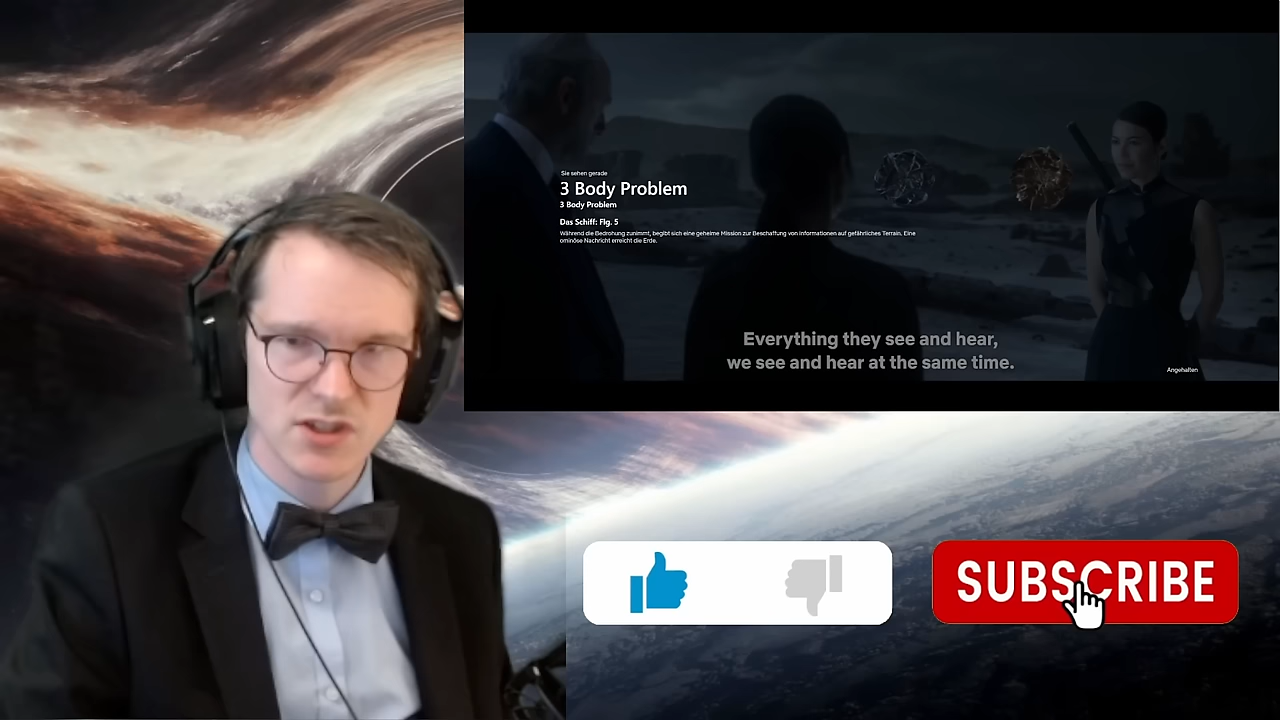 Sie sehen gerade
3 Body Problem
3 Body Problem
Das Schiff: Flg. 5
Während die Bedrohung zunimmt, begibt sich eine geheime Mission zur Beschaffung von Informationen auf gefährliches Terrain. Eine
ominöse Nachricht erreicht die Erde.
Everything they see and hear,
we see and hear at the same time.
Angehalten
SUBSCRIBE